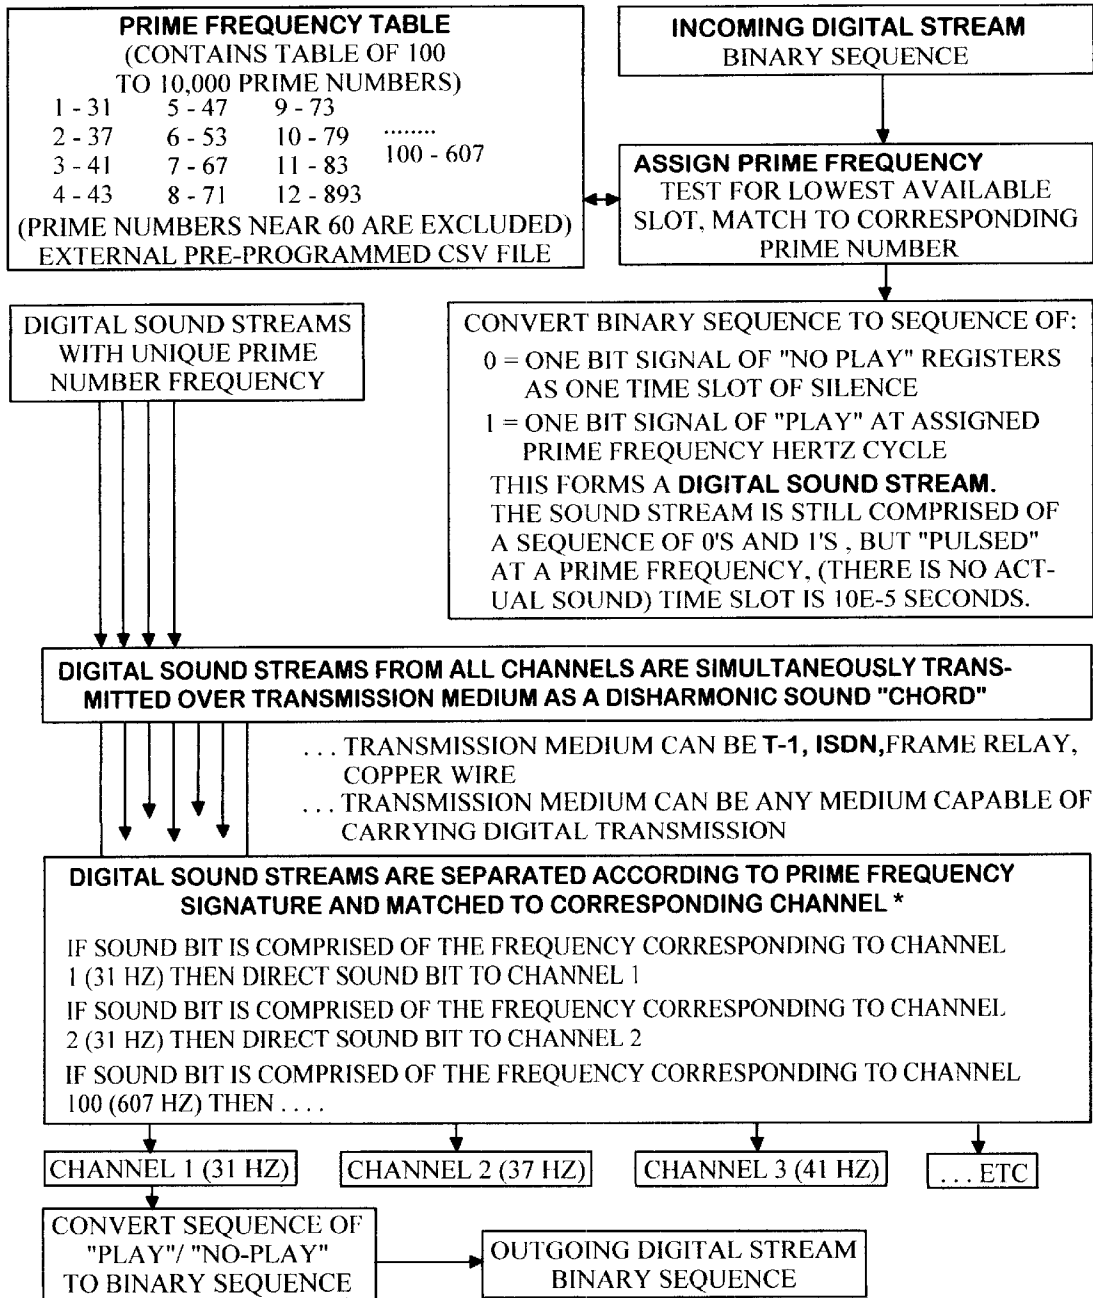 PRIME FREQUENCY TABLE
(CONTAINS TABLE OF 100
TO 10,000 PRIME NUMBERS)
1 - 31 5 - 47 9 - 73
2 - 37 6 - 53 10 - 79 ........
3 - 41 7 - 67 11 - 83 100 - 607
4 - 43 8 - 71 12 - 893
(PRIME NUMBERS NEAR 60 ARE EXCLUDED)
EXTERNAL PRE-PROGRAMMED CSV FILE
INCOMING DIGITAL STREAM
BINARY SEQUENCE
ASSIGN PRIME FREQUENCY
TEST FOR LOWEST AVAILABLE
SLOT, MATCH TO CORRESPONDING
PRIME NUMBER
CONVERT BINARY SEQUENCE TO SEQUENCE OF:
0 = ONE BIT SIGNAL OF "NO PLAY" REGISTERS
AS ONE TIME SLOT OF SILENCE
1 = ONE BIT SIGNAL OF "PLAY" AT ASSIGNED
PRIME FREQUENCY HERTZ CYCLE
THIS FORMS A DIGITAL SOUND STREAM.
THE SOUND STREAM IS STILL COMPRISED OF
A SEQUENCE OF 0'S AND 1'S , BUT "PULSED"
AT A PRIME FREQUENCY, (THERE IS NO ACT-
UAL SOUND) TIME SLOT IS 10E-5 SECONDS.
DIGITAL SOUND STREAMS
WITH UNIQUE PRIME
NUMBER FREQUENCY
DIGITAL SOUND STREAMS FROM ALL CHANNELS ARE SIMULTANEOUSLY TRANS-
MITTED OVER TRANSMISSION MEDIUM AS A DISHARMONIC SOUND "CHORD"
. . . TRANSMISSION MEDIUM CAN BE T-1, ISDN,FRAME RELAY,
COPPER WIRE
. . . TRANSMISSION MEDIUM CAN BE ANY MEDIUM CAPABLE OF
CARRYING DIGITAL TRANSMISSION
DIGITAL SOUND STREAMS ARE SEPARATED ACCORDING TO PRIME FREQUENCY
SIGNATURE AND MATCHED TO CORRESPONDING CHANNEL *
IF SOUND BIT IS COMPRISED OF THE FREQUENCY CORRESPONDING TO CHANNEL
1 (31 HZ) THEN DIRECT SOUND BIT TO CHANNEL 1
IF SOUND BIT IS COMPRISED OF THE FREQUENCY CORRESPONDING TO CHANNEL
2 (31 HZ) THEN DIRECT SOUND BIT TO CHANNEL 2
IF SOUND BIT IS COMPRISED OF THE FREQUENCY CORRESPONDING TO CHANNEL
100 (607 HZ) THEN . . . .
CHANNEL 1 (31 HZ)
CHANNEL 2 (37 HZ)
CHANNEL 3 (41 HZ)
. . . ETC
CONVERT SEQUENCE OF
"PLAY"/ "NO-PLAY"
TO BINARY SEQUENCE
OUTGOING DIGITAL STREAM
BINARY SEQUENCE